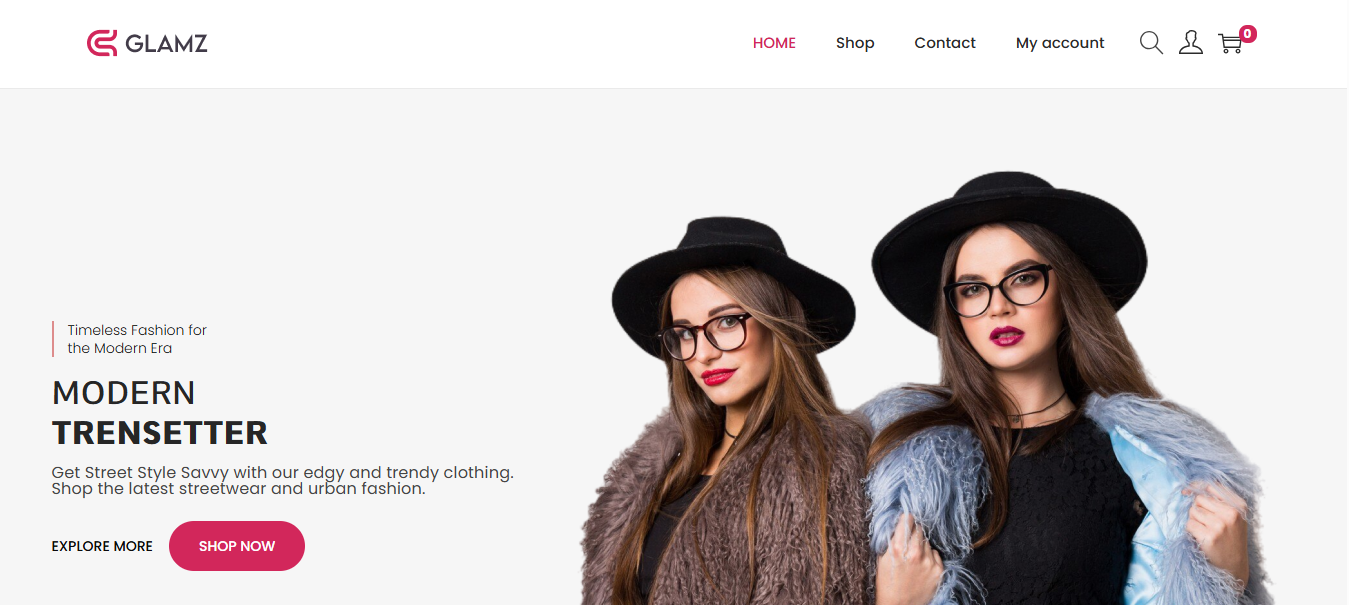 GLAMZ
HOME Shop Contact My account 0
Timeless Fashion for
the Modern Era
MODERN
TRENSETTER
Get Street Style Savvy with our edgy and trendy clothing.
Shop the latest streetwear and urban fashion.
EXPLORE MORE SHOP NOW